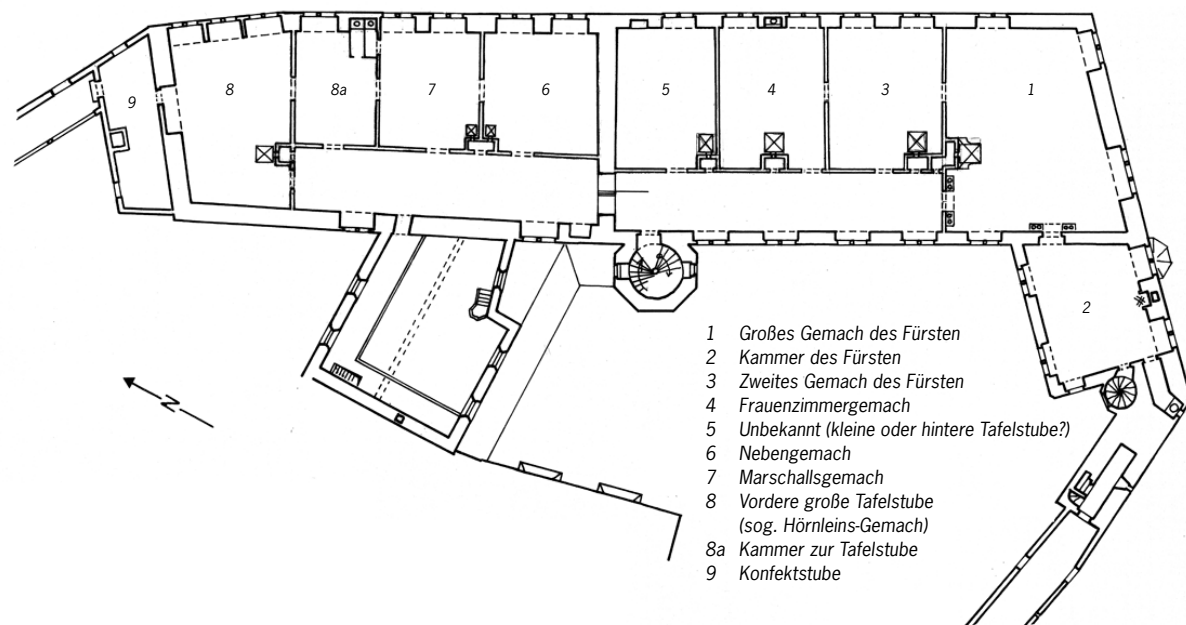 9
8
8a
7
6
5
4
3
1
2
N
1 Großes Gemach des Fürsten
2 Kammer des Fürsten
3 Zweites Gemach des Fürsten
4 Frauenzimmergemach
5 Unbekannt (kleine oder hintere Tafelstube?)
6 Nebengemach
7 Marschallsgemach
8 Vordere große Tafelstube
(sog. Hörnleins-Gemach)
8a Kammer zur Tafelstube
9 Konfektstube